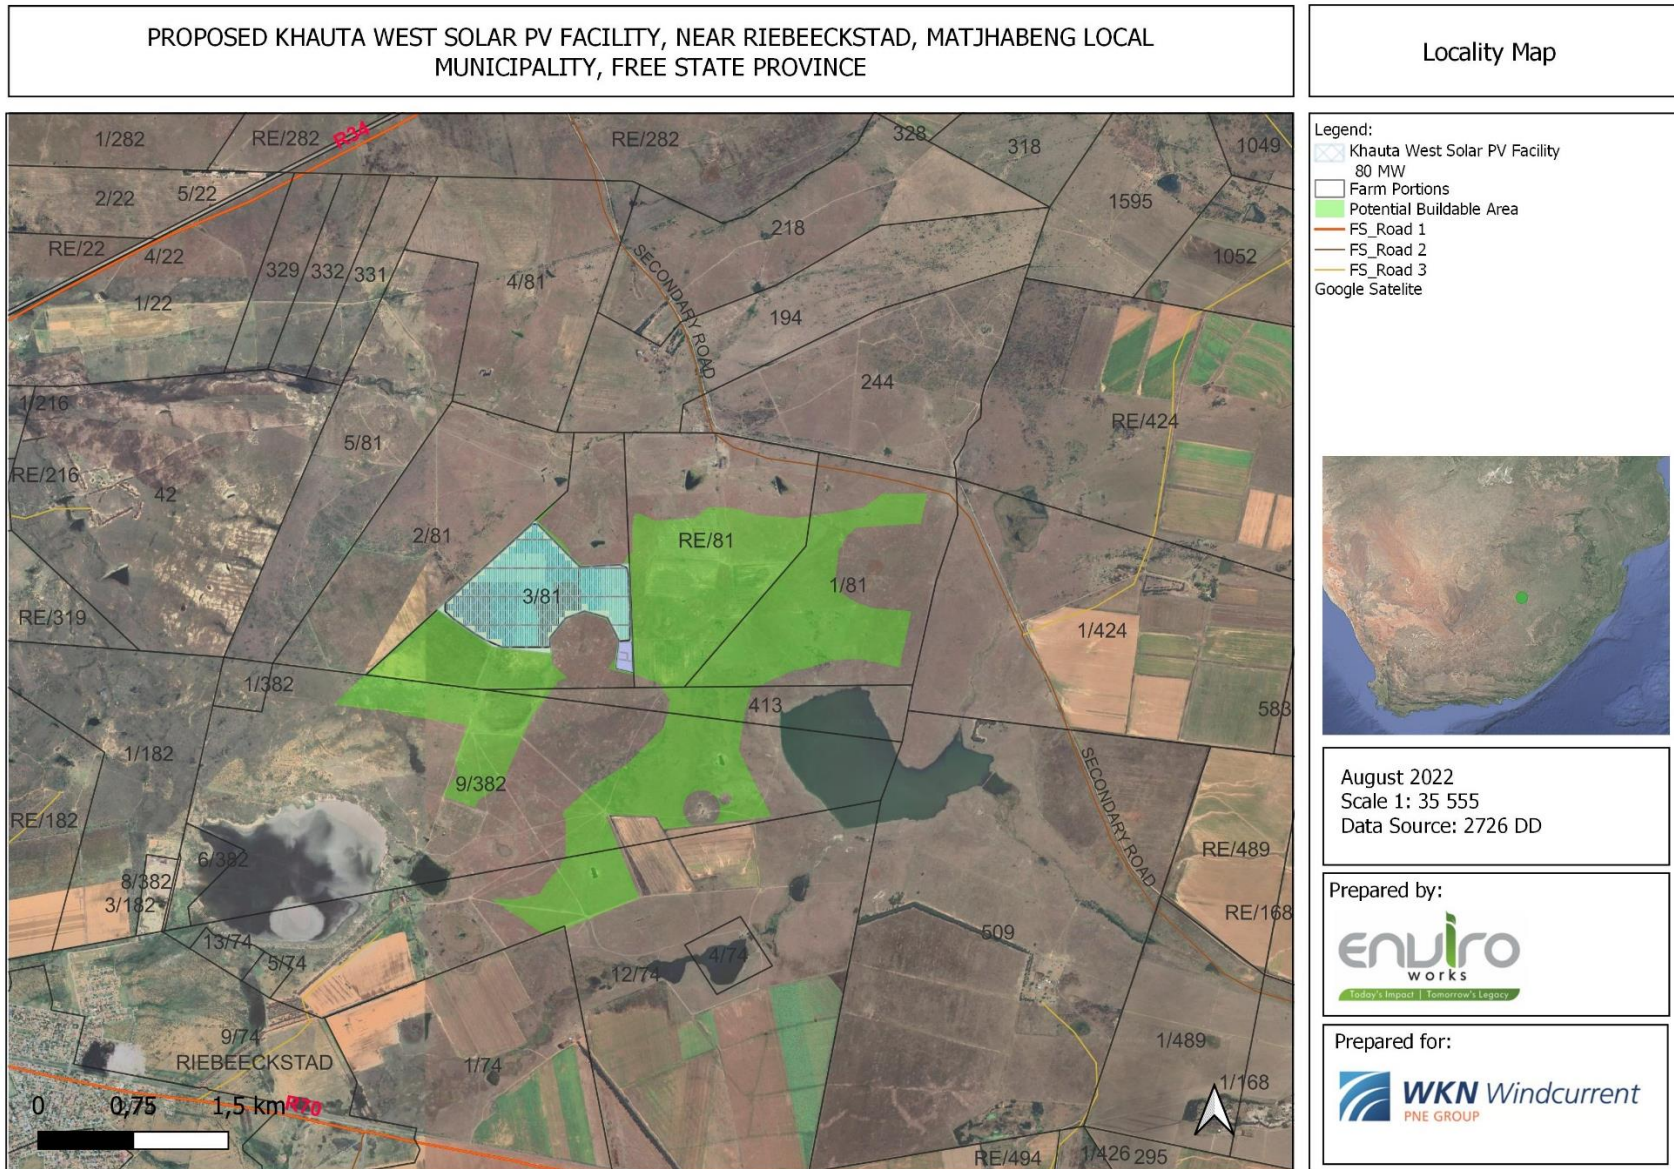 PROPOSED KHAUTA WEST SOLAR PV FACILITY, NEAR RIEBEECKSTAD, MATJHABENG LOCAL
MUNICIPALITY, FREE STATE PROVINCE
Locality Map
Legend:
Khauta West Solar PV Facility
80 MW
Farm Portions
Potential Buildable Area
FS_Road 1
FS_Road 2
FS_Road 3
Google Satelite
1/282
RE/282
R34
RE/282
328
318
1049
2/22
5/22
1595
218
RE/22
4/22
329
332
331
4/81
SECONDARY ROAD
1052
1/22
194
244
1/216
RE/424
5/81
RE/216
42
2/81
RE/81
3/81
1/81
RE/319
1/424
1/382
413
583
1/182
9/382
SECONDARY ROAD
RE/182
6/382
RE/489
8/382
3/182
RE/168
13/74
509
5/74
12/74
4/74
9/74
RIEBEECKSTAD
1/74
1/489
1/168
0
0,75
1,5 km
R70
RE/494
1/426
295
August 2022
Scale 1: 35 555
Data Source: 2726 DD
Prepared by:
enviro
works
Today's Impact | Tomorrow's Legacy
Prepared for:
WKN Windcurrent
PNE GROUP